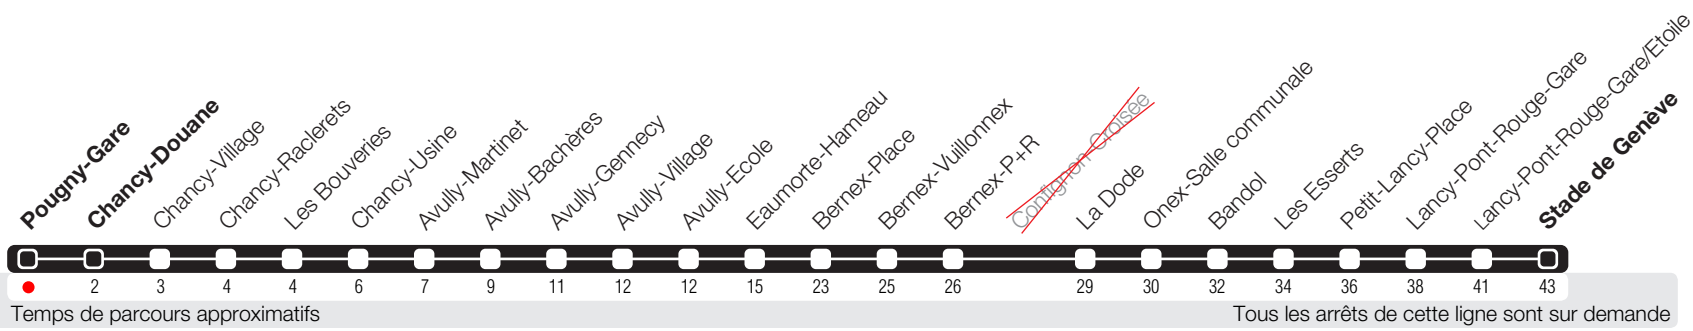 Pougny-Gare
Chancy-Douane
Chancy-Village
Chancy-Raclerets
Les Bouveries
Chancy-Usine
Avully-Martinet
Avully-Bachères
Avully-Gennecy
Avully-Village
Avully-Ecole
Eaumorte-Hameau
Bernex-Place
Bernex-Vuillonnex
Bernex-P+R
Confignon-Croisée
La Dode
Onex-Salle communale
Bandol
Les Esserts
Petit-Lancy-Place
Lancy-Pont-Rouge-Gare
Lancy-Pont-Rouge-Gare/Etoile
Stade de Genève
2 3 4 4 6 7 9 11 12 12 15 23 25 26 29 30 32 34 36 38 41 43
Temps de parcours approximatifs
Tous les arrêts de cette ligne sont sur demande